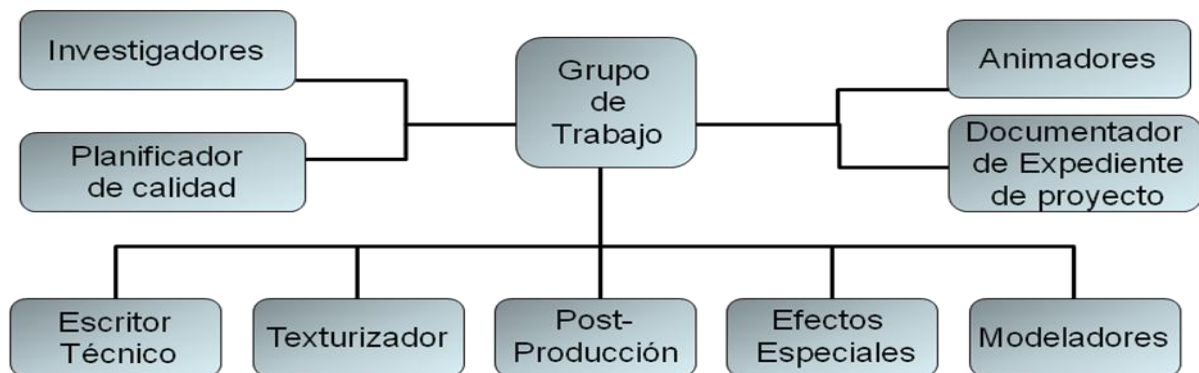 Investigadores
Grupo
de
Trabajo
Animadores
Planificador
de calidad
Documentador
de Expediente
de proyecto
Escritor
Técnico
Texturizador
Post-
Producción
Efectos
Especiales
Modeladores